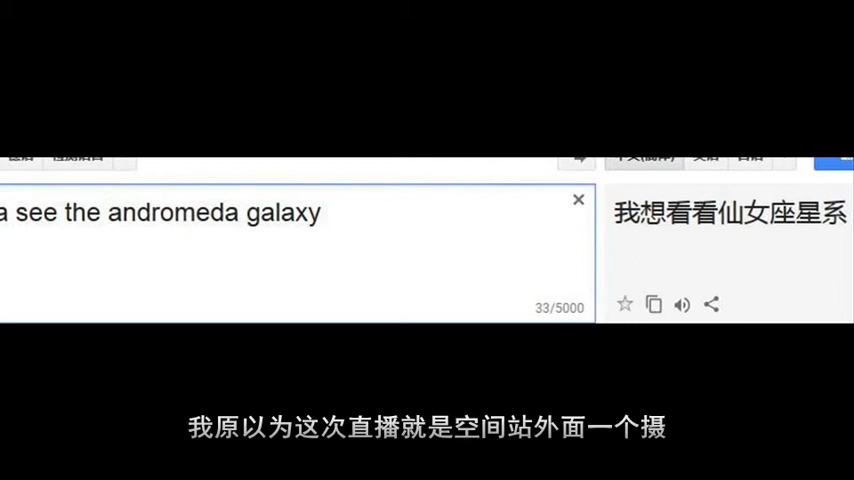 a see the andromeda galaxy
我想看看仙女座星系
33/5000
我原以为这次直播就是空间站外面一个摄